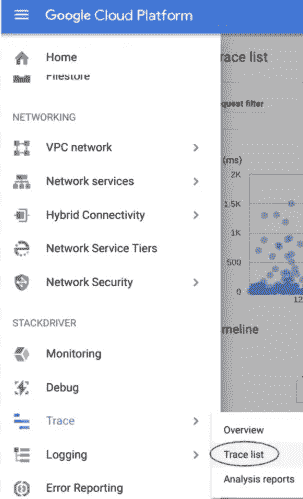 Google Cloud Platform
Home
race list
Filestore
quest filter
NETWORKING
VPC network
(ms)
2K
Network services
1.5K
Hybrid Connectivity
1K
Network Service Tiers
500
Network Security
0
12
STACKDRIVER
meline
Monitoring
Debug
Trace
Overview
Logging
Trace list
Analysis reports
Error Reporting